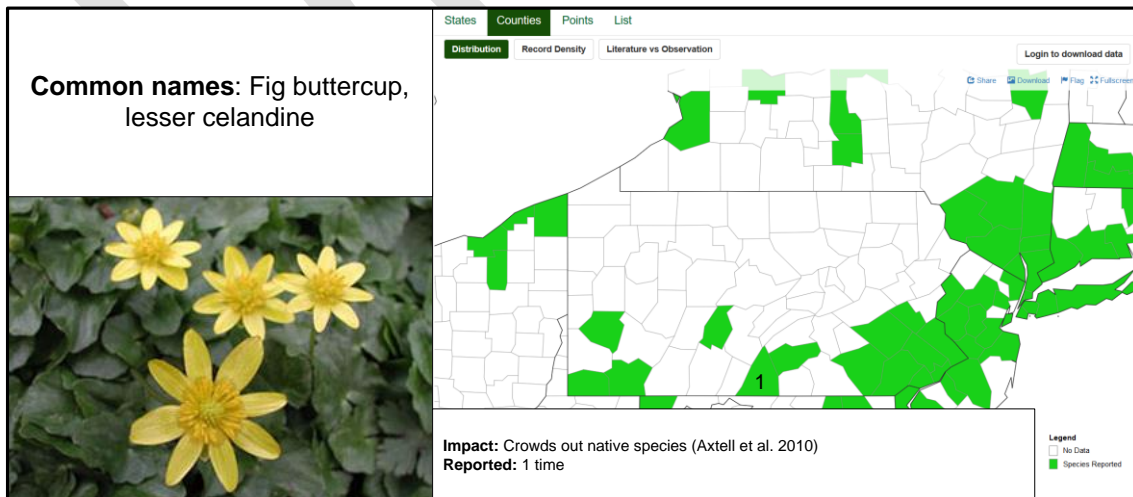 Common names: Fig buttercup,
lesser celandine
States Counties Points List
Distribution Record Density Literature vs Observation
Login to download data
Share Download Flag Fullscreen
1
Impact: Crowds out native species (Axtell et al. 2010)
Reported: 1 time
Legend
No Data
Species Reported